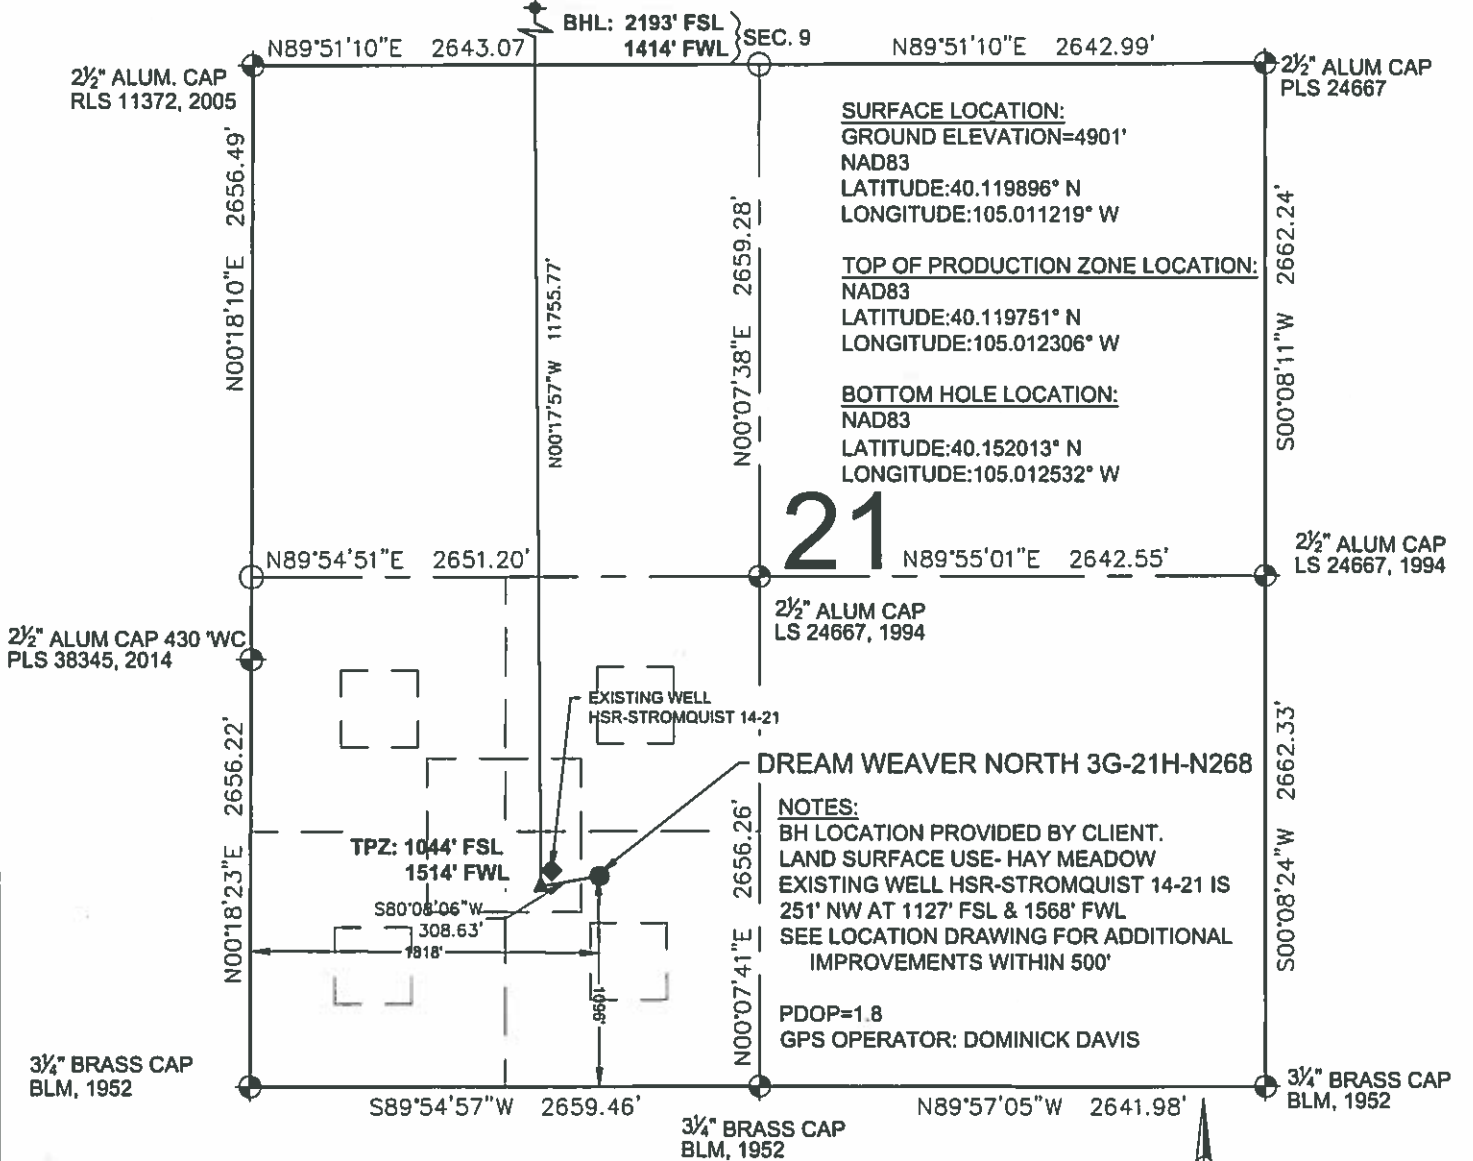 BHL: 2193' FSL
1414' FWL
SEC. 9
N89°51'10"E 2643.07
N89°51'10"E 2642.99'
2½" ALUM. CAP
RLS 11372, 2005
2½" ALUM CAP
PLS 24667
SURFACE LOCATION:
GROUND ELEVATION=4901'
NAD83
LATITUDE:40.119896° N
LONGITUDE:105.011219° W
TOP OF PRODUCTION ZONE LOCATION:
NAD83
LATITUDE:40.119751° N
LONGITUDE:105.012306° W
BOTTOM HOLE LOCATION:
NAD83
LATITUDE:40.152013° N
LONGITUDE:105.012532° W
N00°18'10"E 2656.49'
N00°17'57"W 11755.77'
N00°07'38"E 2659.28'
S00°08'11"W 2662.24'
21
N89°54'51"E 2651.20'
N89°55'01"E 2642.55'
2½" ALUM CAP
LS 24667, 1994
2½" ALUM CAP
LS 24667, 1994
2½" ALUM CAP 430 'WC
PLS 38345, 2014
EXISTING WELL
HSR-STROMQUIST 14-21
DREAM WEAVER NORTH 3G-21H-N268
NOTES:
BH LOCATION PROVIDED BY CLIENT.
LAND SURFACE USE- HAY MEADOW
EXISTING WELL HSR-STROMQUIST 14-21 IS
251' NW AT 1127' FSL & 1568' FWL
SEE LOCATION DRAWING FOR ADDITIONAL
IMPROVEMENTS WITHIN 500'
PDOP=1.8
GPS OPERATOR: DOMINICK DAVIS
TPZ: 1044' FSL
1514' FWL
S80°08'06"W
308.63'
1818'
1096'
N00°18'23"E 2656.22'
N00°07'41"E 2656.26'
S00°08'24"W 2662.33'
3¼" BRASS CAP
BLM, 1952
S89°54'57"W 2659.46'
3¼" BRASS CAP
BLM, 1952
N89°57'05"W 2641.98'
3¼" BRASS CAP
BLM, 1952